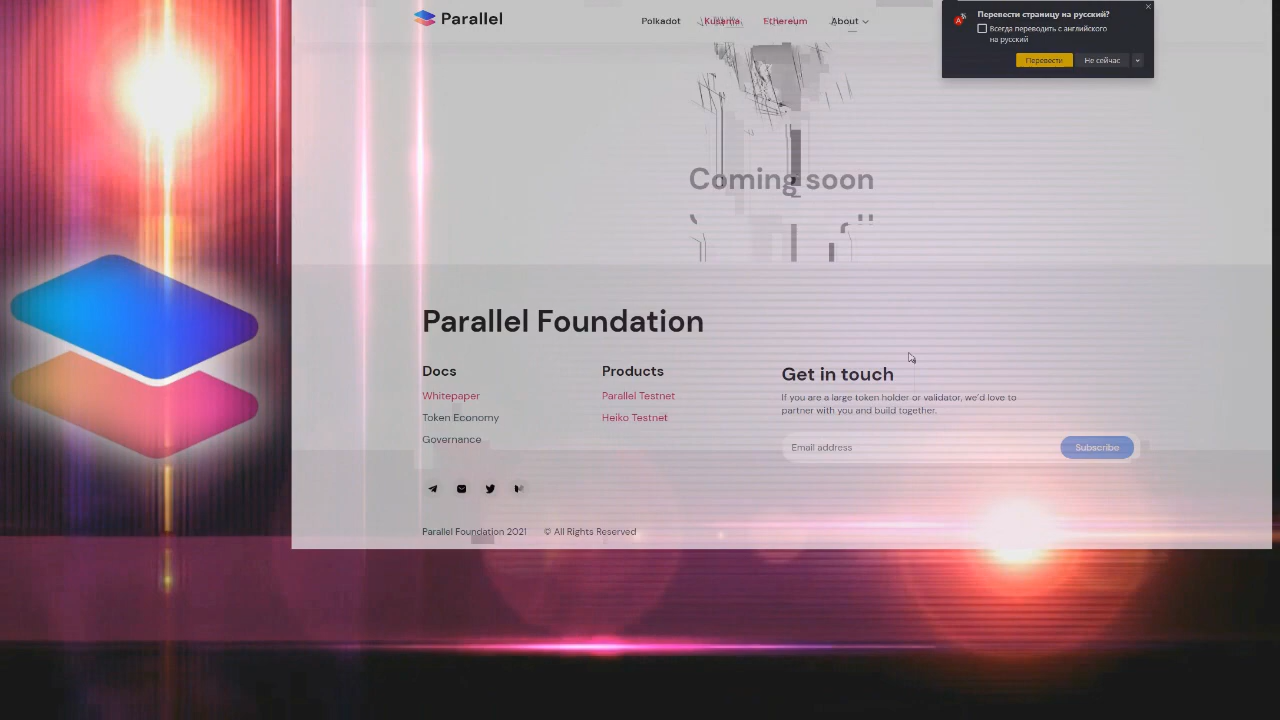 Parallel
Polkadot
Kusama
Ethereum
About
Перевести страницу на русский?
Всегда переводить с английского
на русский
Перевести
Не сейчас
Coming soon
Parallel Foundation
Docs
Products
Get in touch
Whitepaper
Parallel Testnet
If you are a large token holder or validator, we'd love to
partner with you and build together.
Token Economy
Heiko Testnet
Governance
Email address
Subscribe
Parallel Foundation 2021
© All Rights Reserved